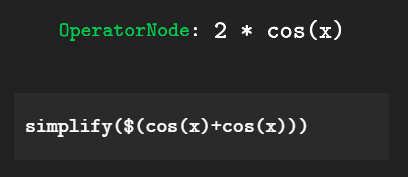 OperatorNode: 2 * cos(x)
simplify($(cos(x)+cos(x)))